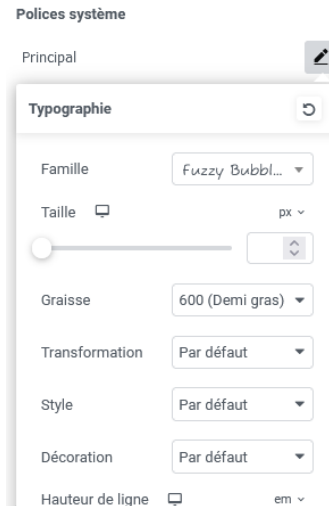 Polices système
Principal
Typographie
Famille Fuzzy Bubbl...
Taille px
Graisse 600 (Demi gras)
Transformation Par défaut
Style Par défaut
Décoration Par défaut
Hauteur de ligne em